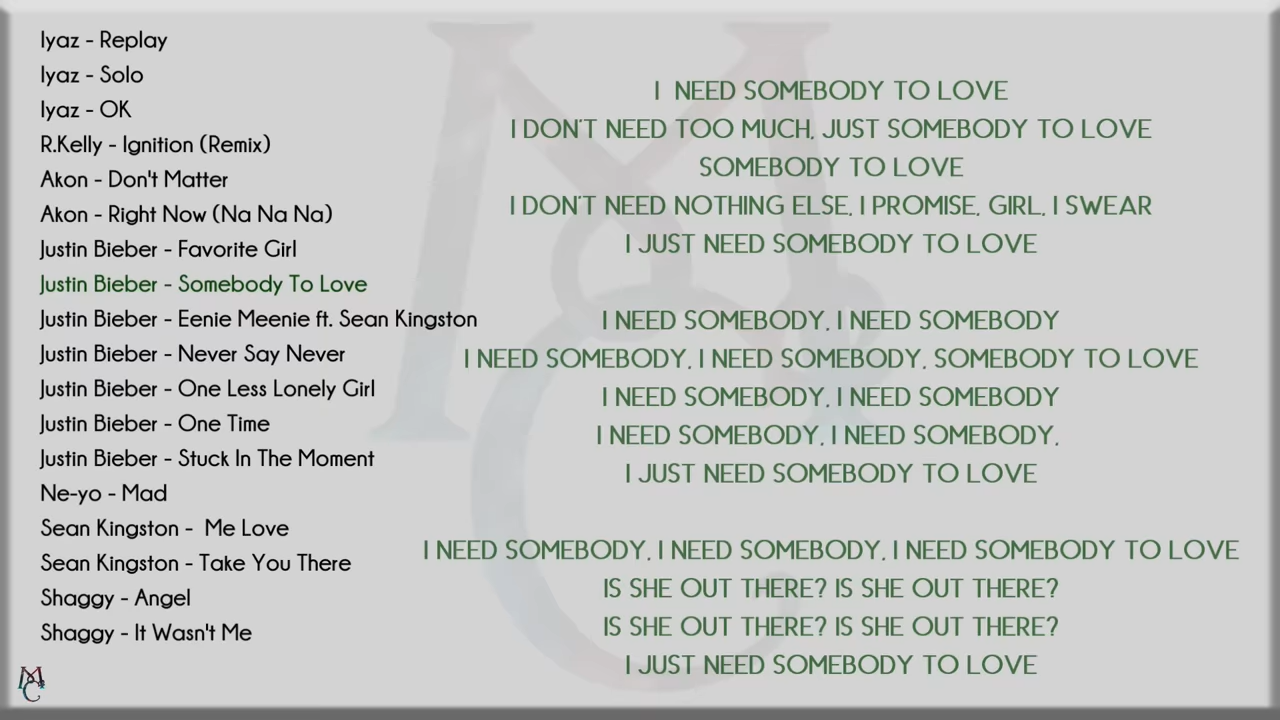 Iyaz - Replay
Iyaz - Solo
Iyaz - OK
R.Kelly - Ignition (Remix)
Akon - Don't Matter
Akon - Right Now (Na Na Na)
Justin Bieber - Favorite Girl
Justin Bieber - Somebody To Love
Justin Bieber - Eenie Meenie ft. Sean Kingston
Justin Bieber - Never Say Never
Justin Bieber - One Less Lonely Girl
Justin Bieber - One Time
Justin Bieber - Stuck In The Moment
Ne-yo - Mad
Sean Kingston -  Me Love
Sean Kingston - Take You There
Shaggy - Angel
Shaggy - It Wasn't Me
MC
I  NEED SOMEBODY TO LOVE
I DON'T NEED TOO MUCH, JUST SOMEBODY TO LOVE
SOMEBODY TO LOVE
I DON'T NEED NOTHING ELSE, I PROMISE, GIRL, I SWEAR
I JUST NEED SOMEBODY TO LOVE
I NEED SOMEBODY, I NEED SOMEBODY
I NEED SOMEBODY, I NEED SOMEBODY, SOMEBODY TO LOVE
I NEED SOMEBODY, I NEED SOMEBODY
I NEED SOMEBODY, I NEED SOMEBODY,
I JUST NEED SOMEBODY TO LOVE
I NEED SOMEBODY, I NEED SOMEBODY, I NEED SOMEBODY TO LOVE
IS SHE OUT THERE? IS SHE OUT THERE?
IS SHE OUT THERE? IS SHE OUT THERE?
I JUST NEED SOMEBODY TO LOVE